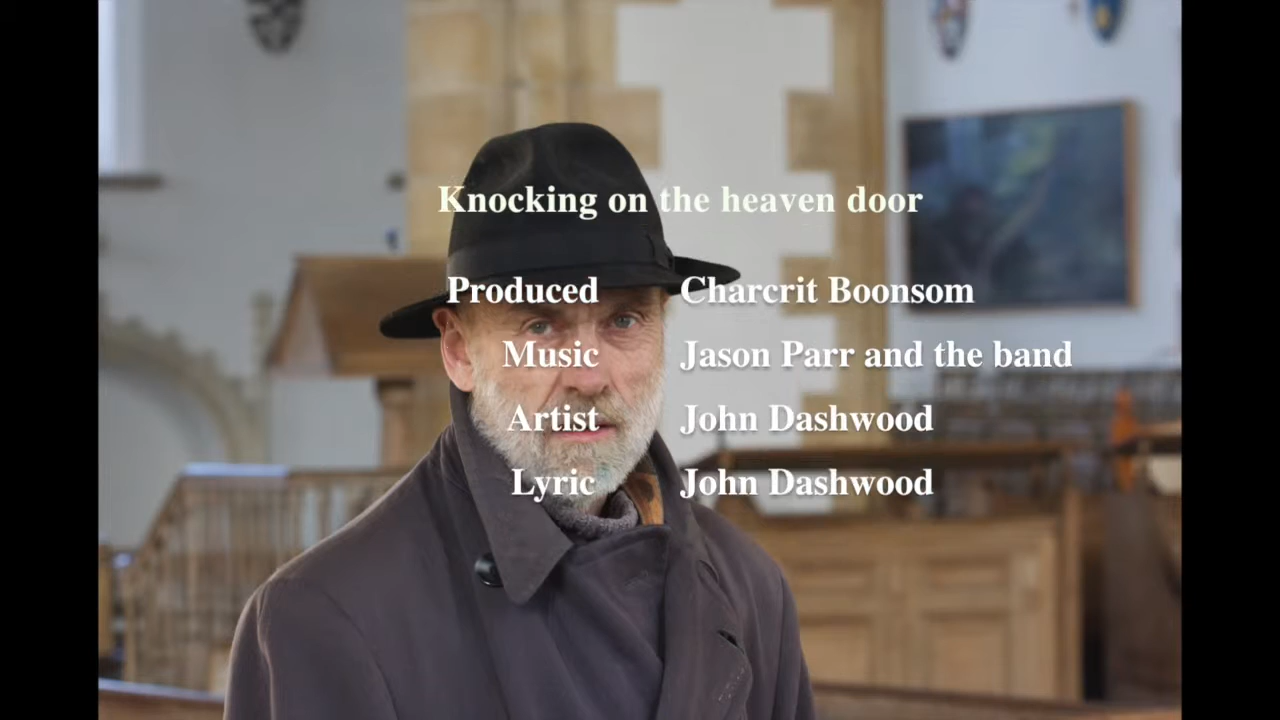 Knocking on the heaven door
Produced Charcrit Boonsom
Music Jason Parr and the band
Artist John Dashwood
Lyric John Dashwood